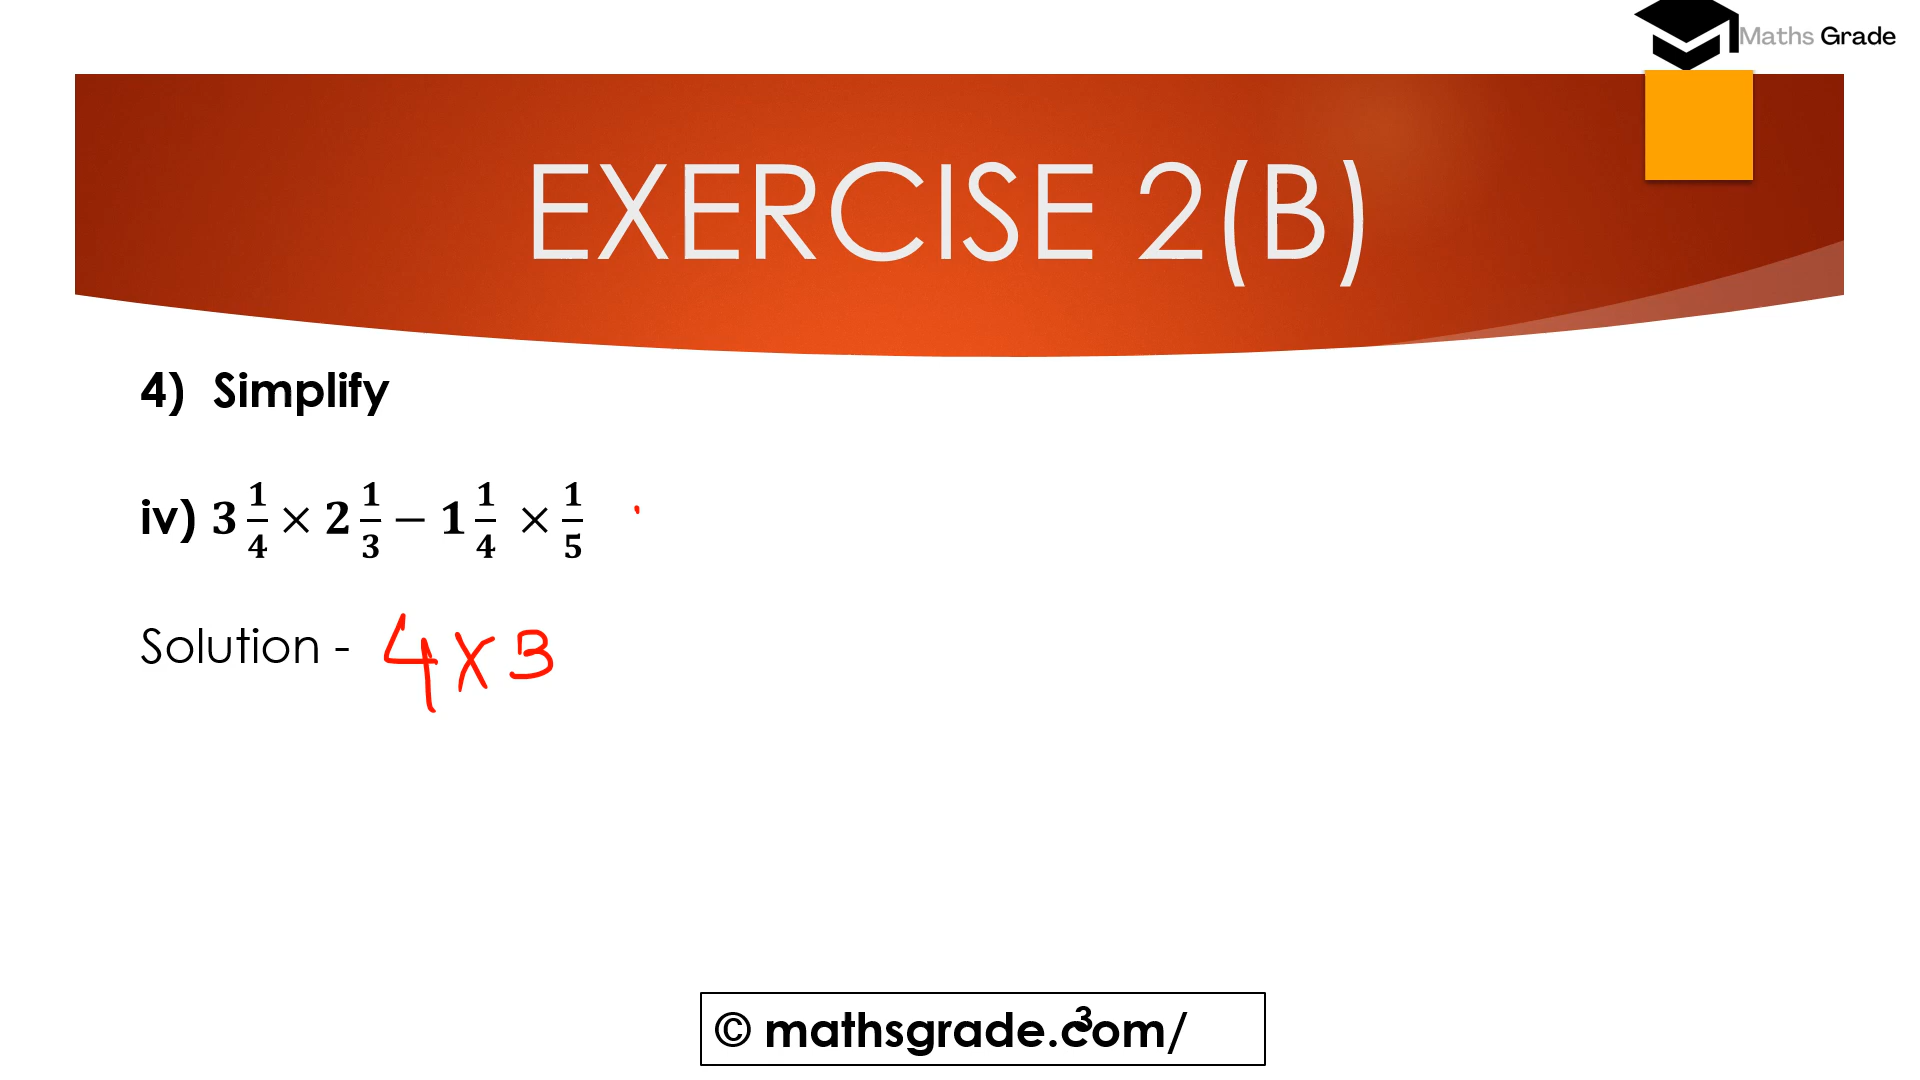 Maths Grade
EXERCISE 2(B)
4) Simplify
iv) 3 1/4 × 2 1/3 − 1 1/4 × 1/5
Solution - 4 x 3
© mathsgrade.com/
3